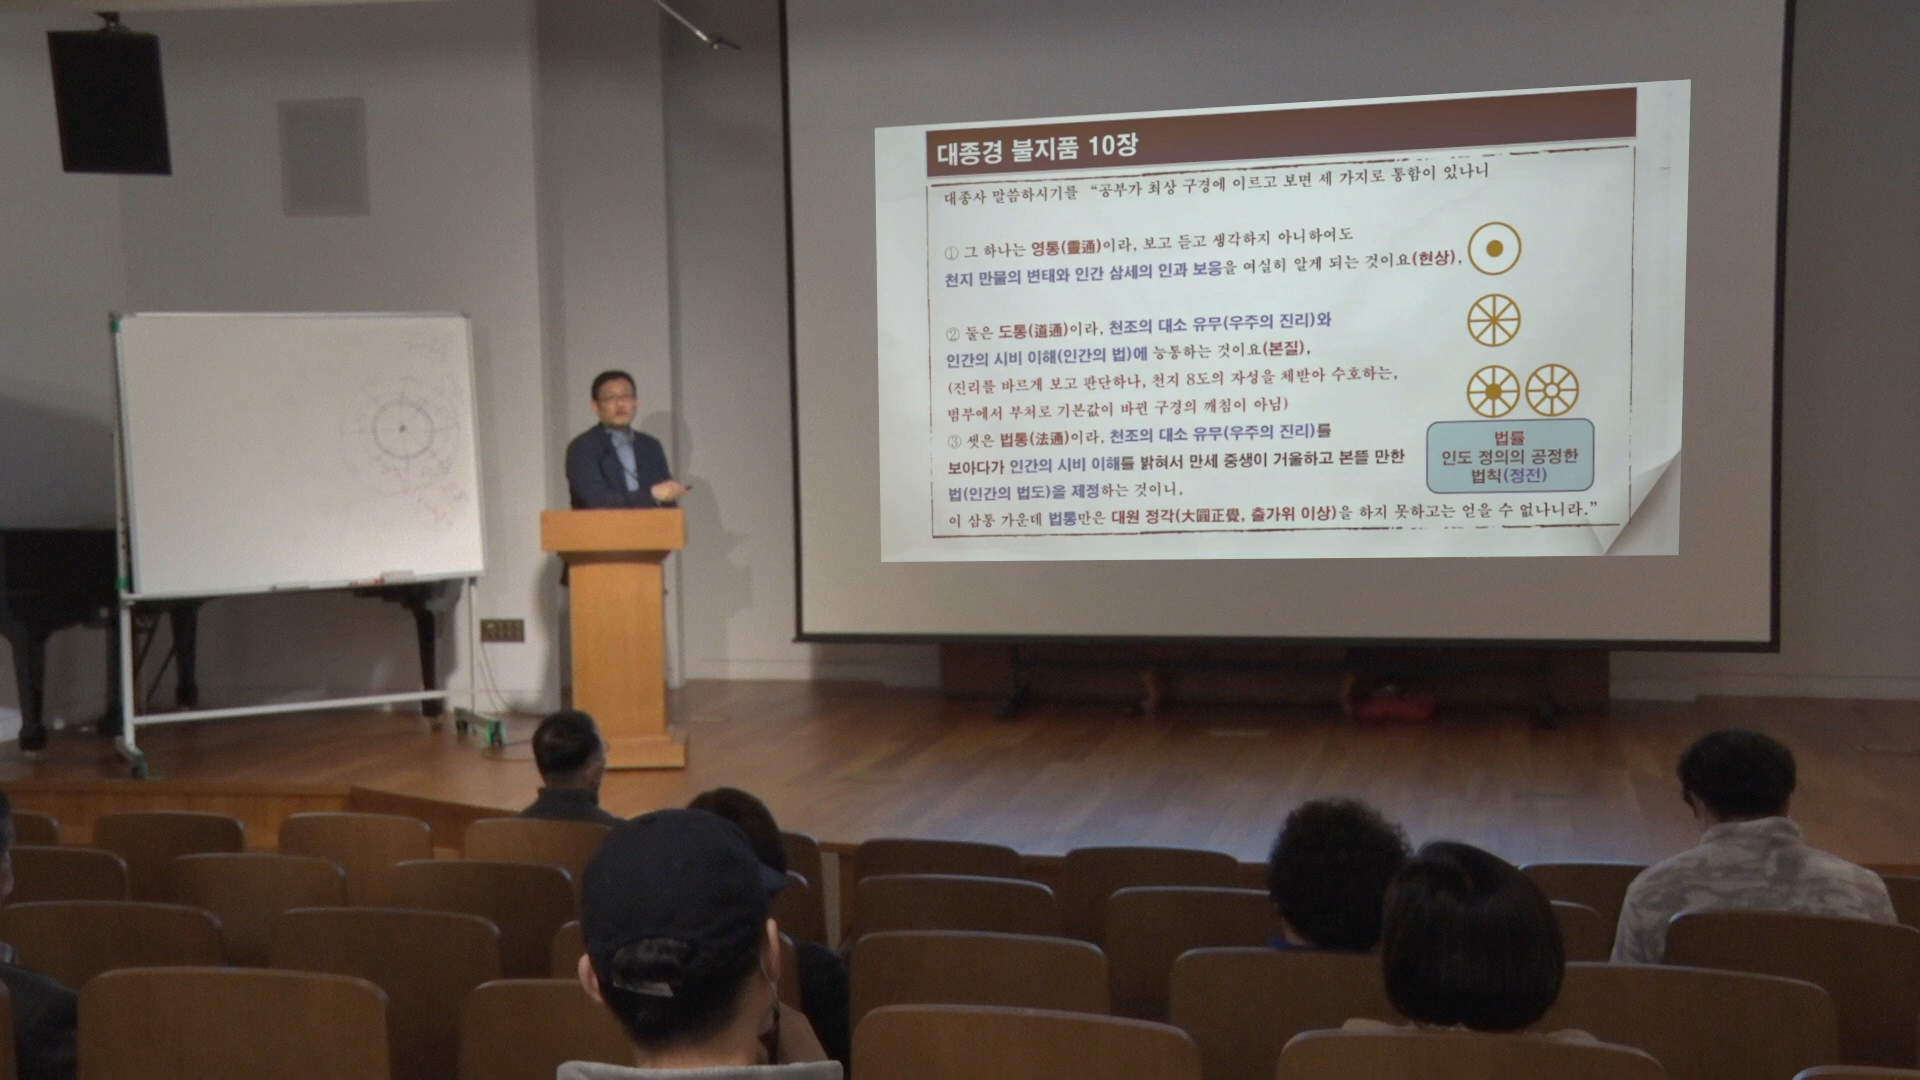 대종경 불지품 10장
대종사 말씀하시기를 “공부가 최상 구경에 이르고 보면 세 가지로 통함이 있나니
① 그 하나는 영통(靈通)이라, 보고 듣고 생각하지 아니하여도
천지 만물의 변태와 인간 삼세의 인과 보응을 여실히 알게 되는 것이요(현상),
② 둘은 도통(道通)이라, 천조의 대소 유무(우주의 진리)와
인간의 시비 이해(인간의 법)에 능통하는 것이요(본질),
(진리를 바르게 보고 판단하나, 천지 8도의 자성을 체받아 수호하는,
범부에서 부처로 기본값이 바뀐 구경의 깨침이 아님)
③ 셋은 법통(法通)이라, 천조의 대소 유무(우주의 진리)를
보아다가 인간의 시비 이해를 밝혀서 만세 중생이 거울하고 본뜰 만한
법(인간의 법도)을 제정하는 것이니,
이 삼통 가운데 법통만은 대원 정각(大圓正覺, 출가위 이상)을 하지 못하고는 얻을 수 없나니라.”
법률
인도 정의의 공정한
법칙(정전)